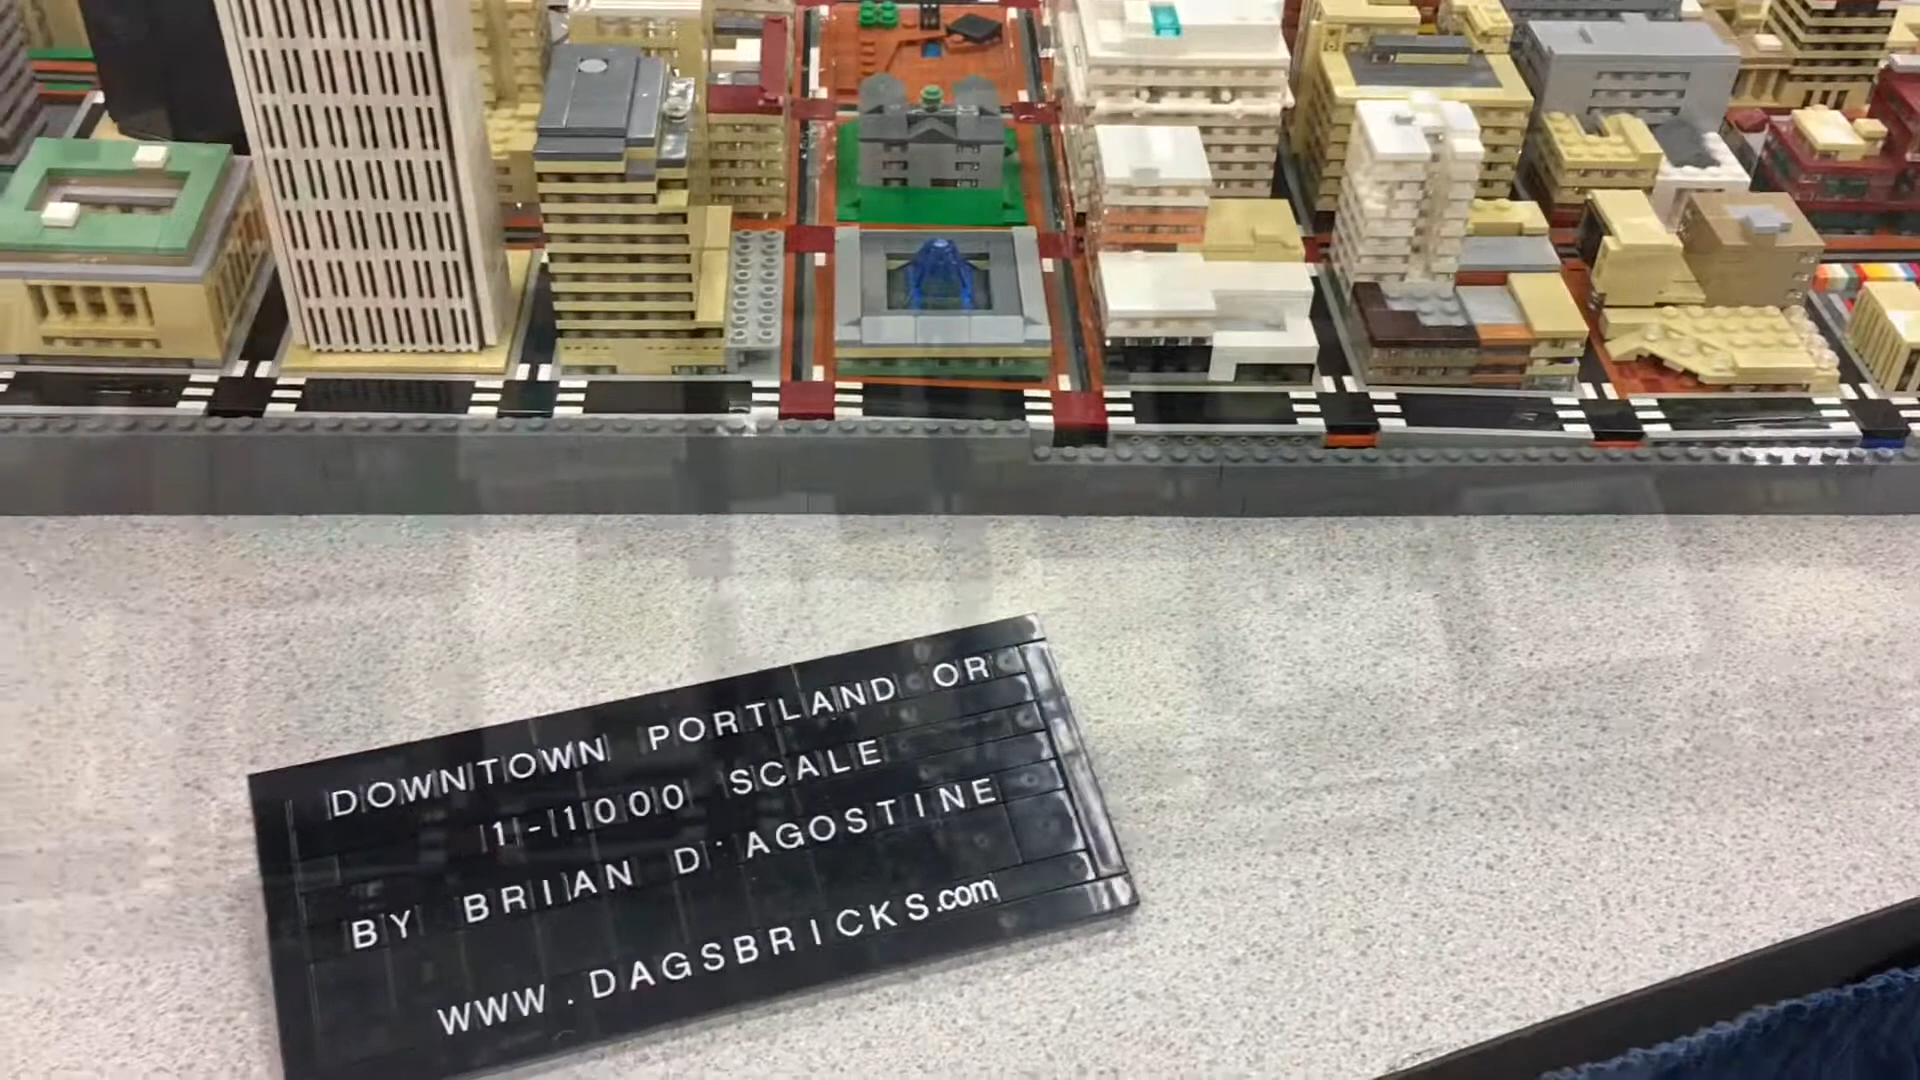 DOWNTOWN PORTLAND OR
1-1000 SCALE
BY BRIAN D'AGOSTINE
WWW.DAGSBRICKS.com